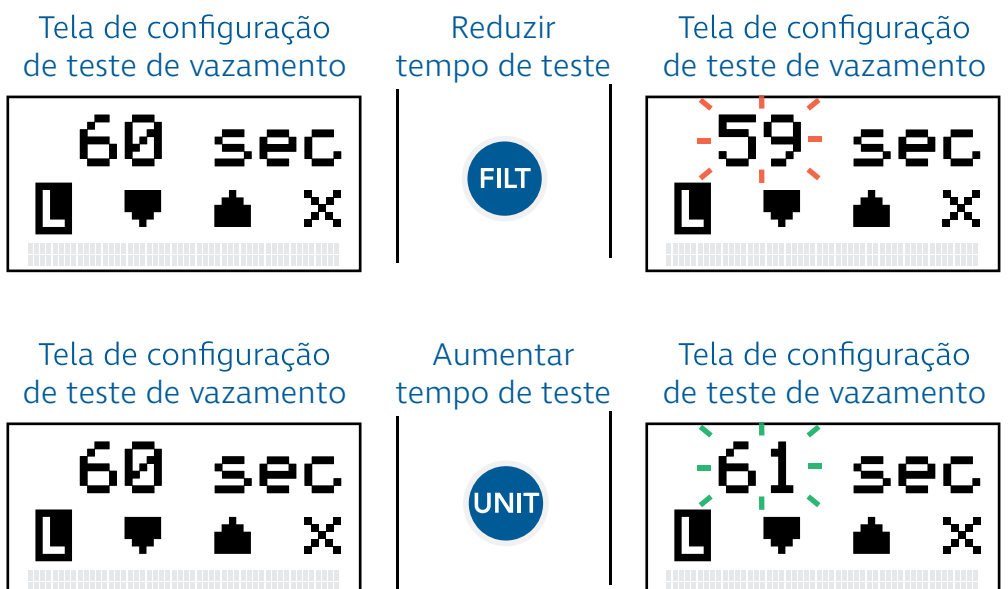 Tela de configuração
de teste de vazamento
Reduzir
tempo de teste
Tela de configuração
de teste de vazamento
60 sec
L
FILT
59 sec
L
Tela de configuração
de teste de vazamento
Aumentar
tempo de teste
Tela de configuração
de teste de vazamento
60 sec
L
UNIT
61 sec
L